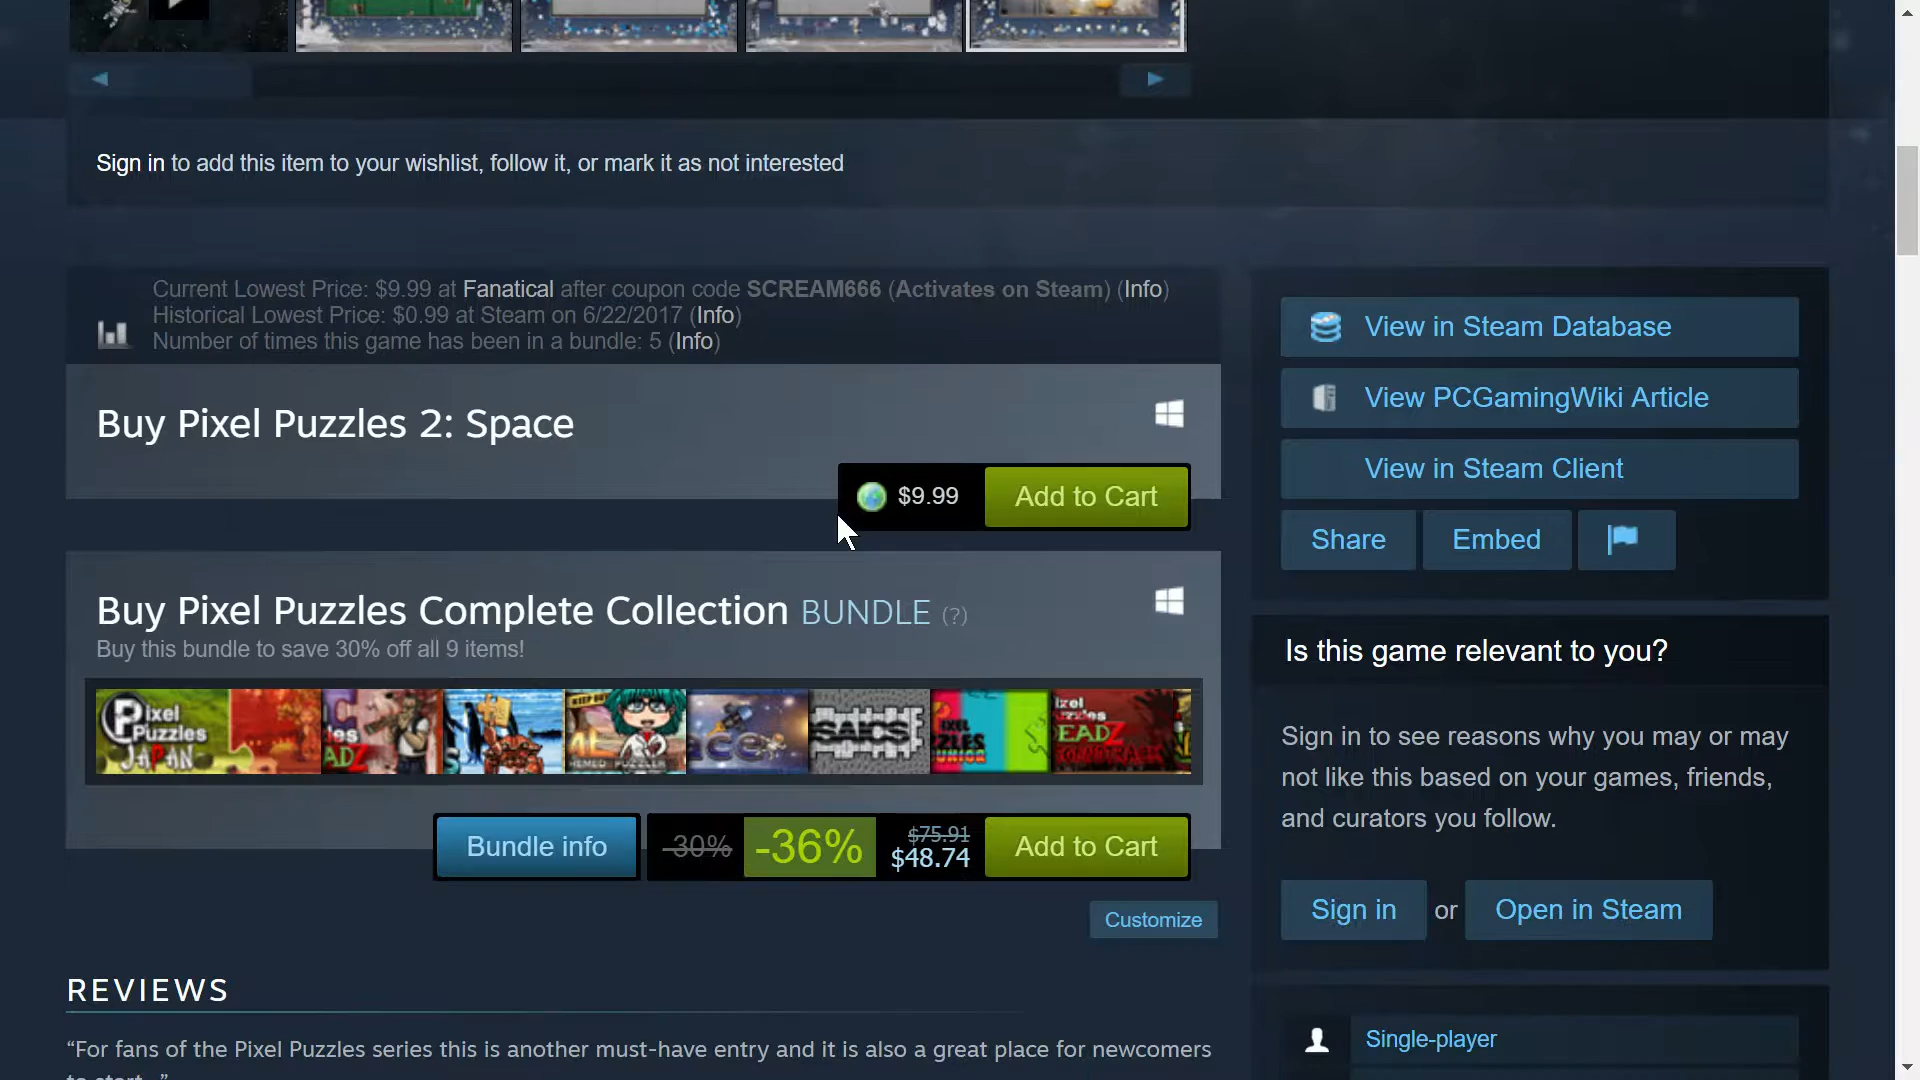 Sign in to add this item to your wishlist, follow it, or mark it as not interested
Current Lowest Price: $9.99 at Fanatical after coupon code SCREAM666 (Activates on Steam) (Info)
Historical Lowest Price: $0.99 at Steam on 6/22/2017 (Info)
Number of times this game has been in a bundle: 5 (Info)
Buy Pixel Puzzles 2: Space
$9.99
Add to Cart
Buy Pixel Puzzles Complete Collection BUNDLE (?)
Buy this bundle to save 30% off all 9 items!
Pixel
Puzzles
JAPAN
Bundle info
-30%
-36%
$75.91
$48.74
Add to Cart
Customize
REVIEWS
“For fans of the Pixel Puzzles series this is another must-have entry and it is also a great place for newcomers
View in Steam Database
View PCGamingWiki Article
View in Steam Client
Share
Embed
Is this game relevant to you?
Sign in to see reasons why you may or may
not like this based on your games, friends,
and curators you follow.
Sign in or Open in Steam
Single-player